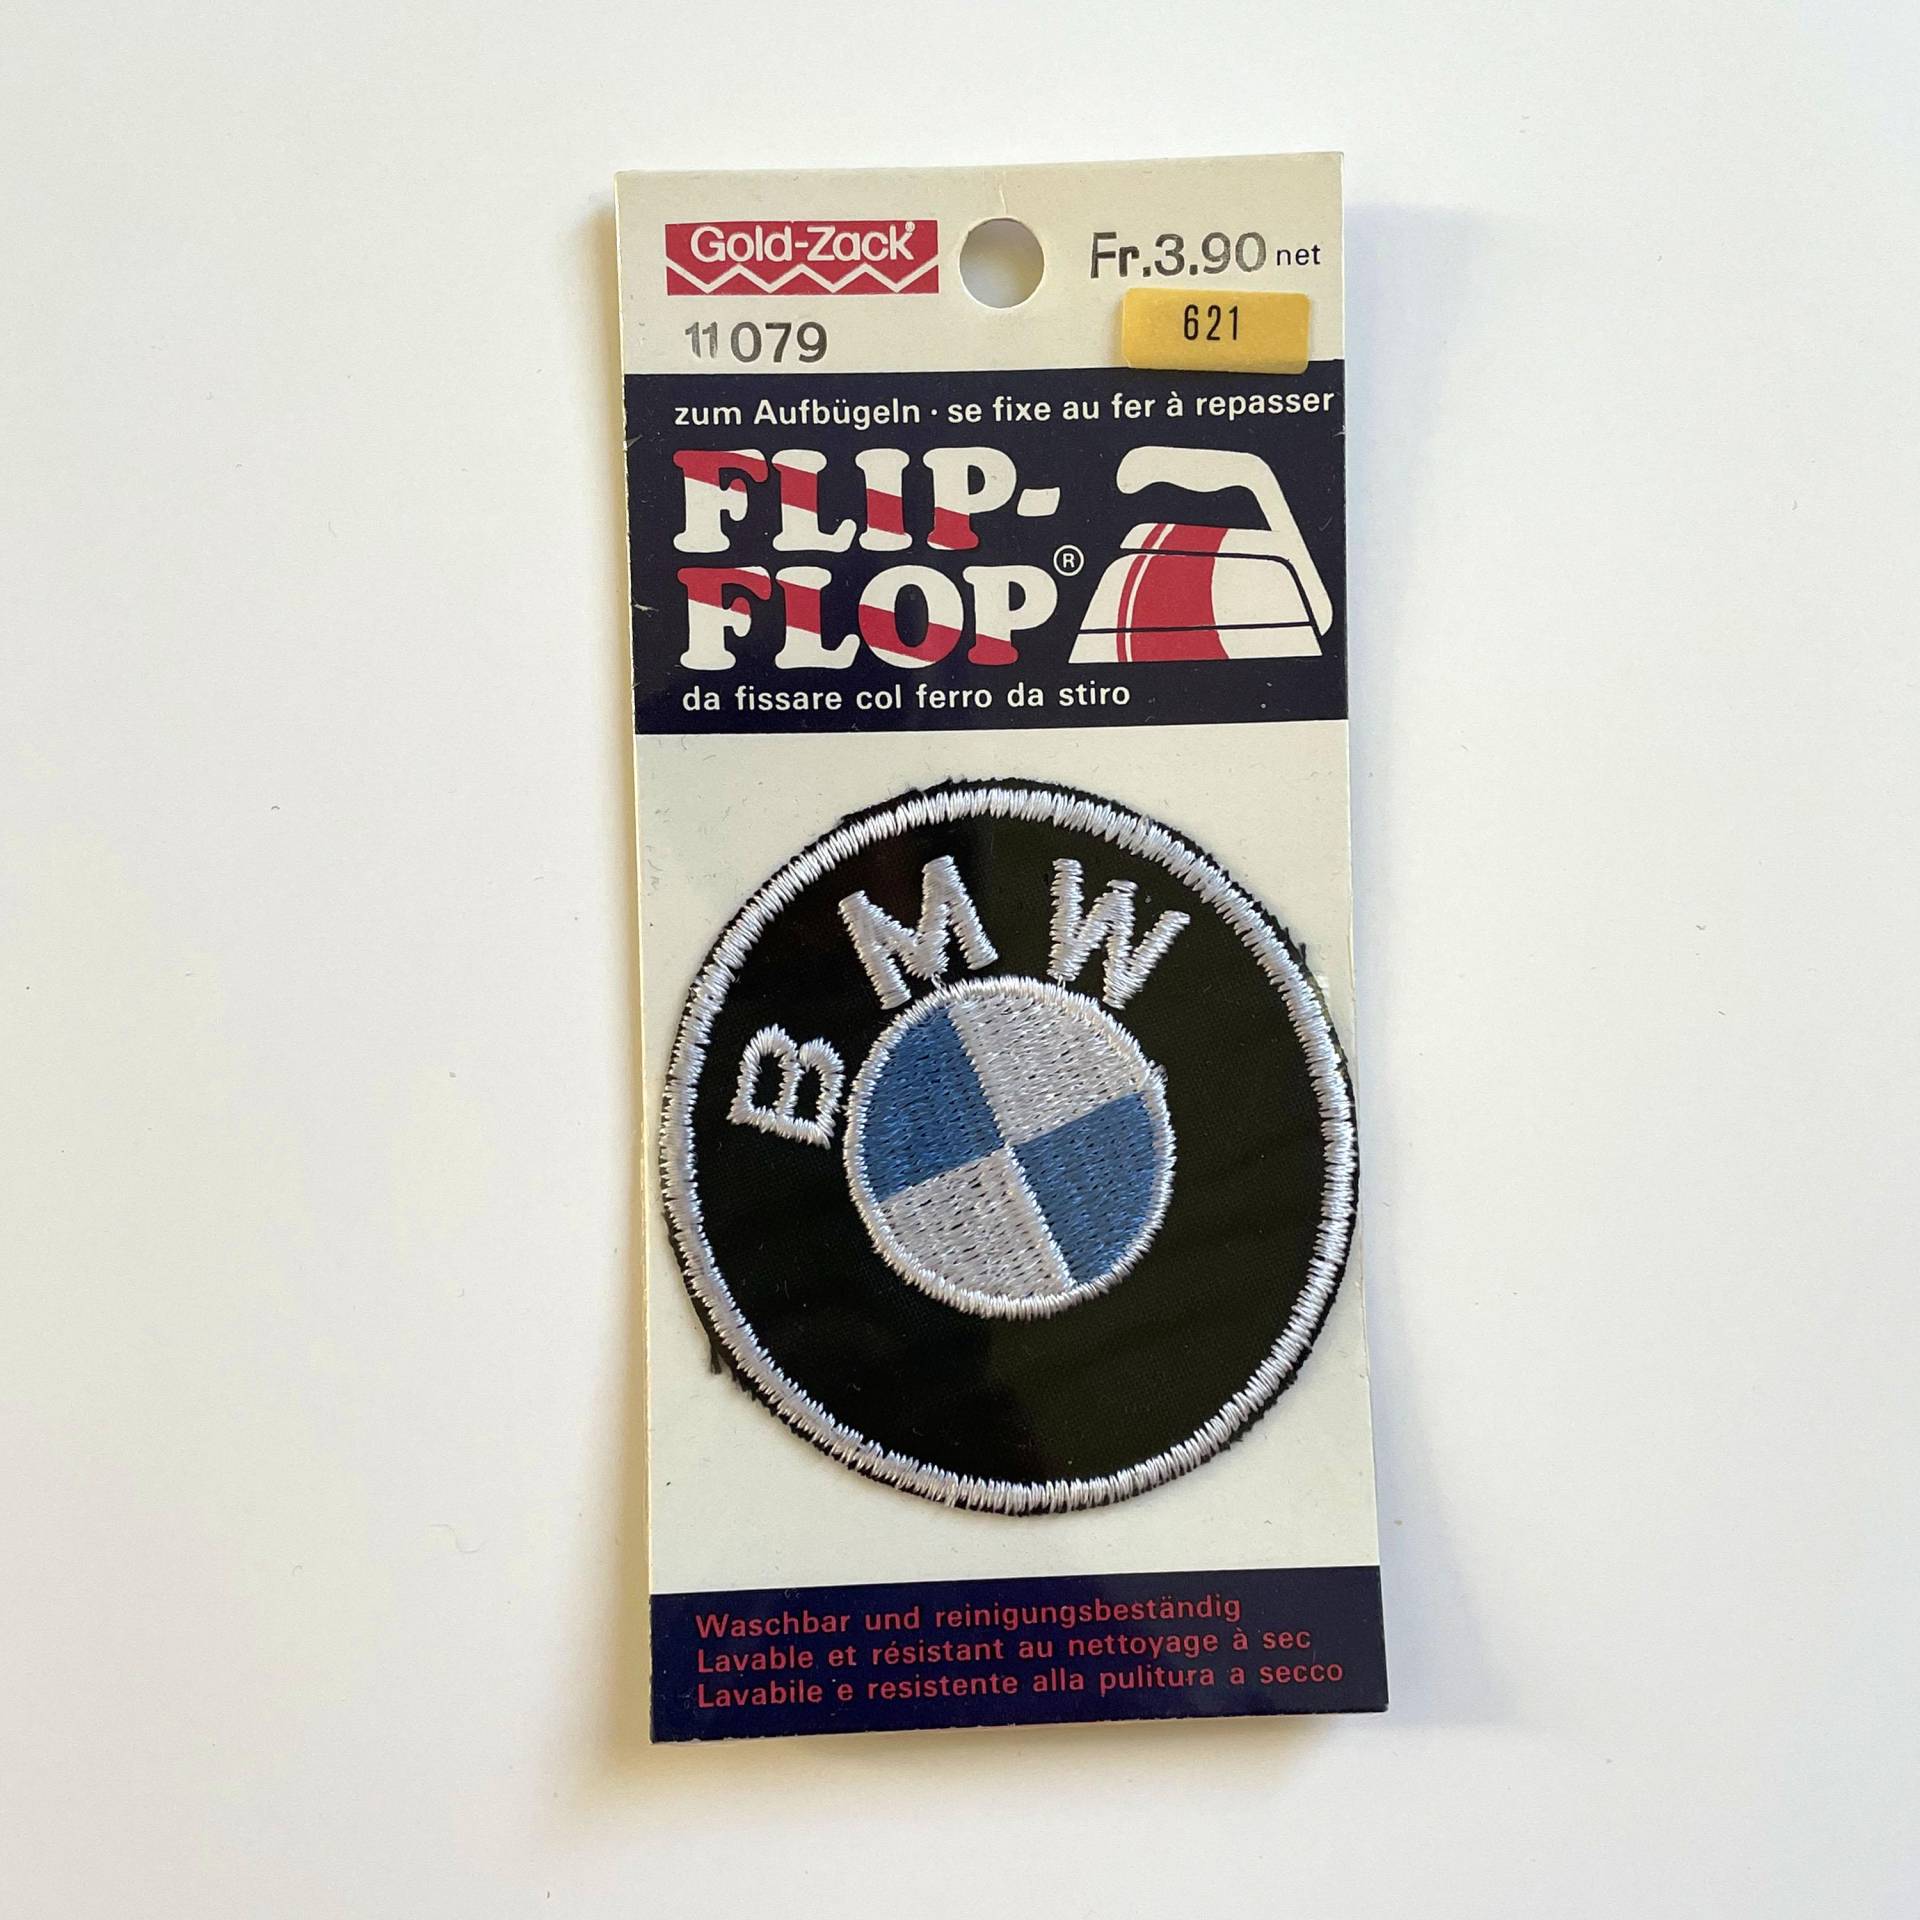 Gold-Zack®
Fr.3.90 net
11079
621
zum Aufbügeln · se fixe au fer à repasser
FLIP-
FLOP®
da fissare col ferro da stiro
BMW
Waschbar und reinigungsbeständig
Lavable et résistant au nettoyage à sec
Lavabile e resistente alla pulitura a secco